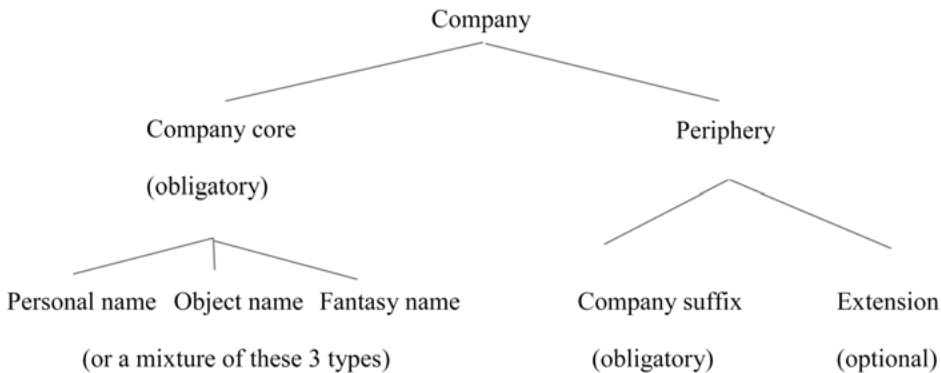 Company
Company core
Periphery
(obligatory)
Personal name
Object name
Fantasy name
Company suffix
Extension
(or a mixture of these 3 types)
(obligatory)
(optional)